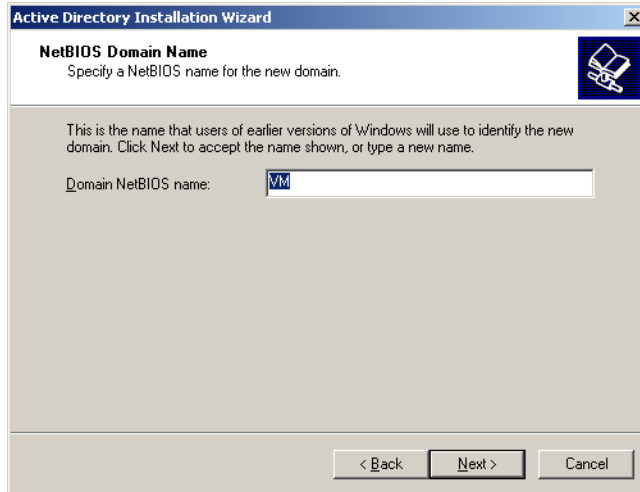 Active Directory Installation Wizard
NetBIOS Domain Name
Specify a NetBIOS name for the new domain.
This is the name that users of earlier versions of Windows will use to identify the new
domain. Click Next to accept the name shown, or type a new name.
Domain NetBIOS name:
VM
< Back
Next >
Cancel